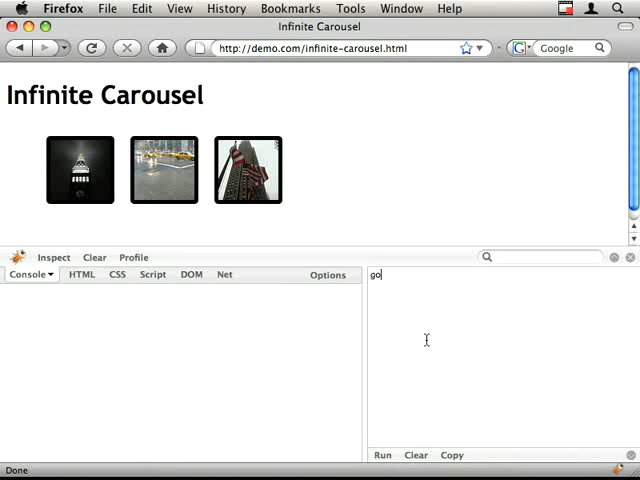 Firefox File Edit View History Bookmarks Tools Window Help
Infinite Carousel
http://demo.com/infinite-carousel.html Google
Infinite Carousel
Inspect Clear Profile
Console HTML CSS Script DOM Net Options
go
Run Clear Copy
Done